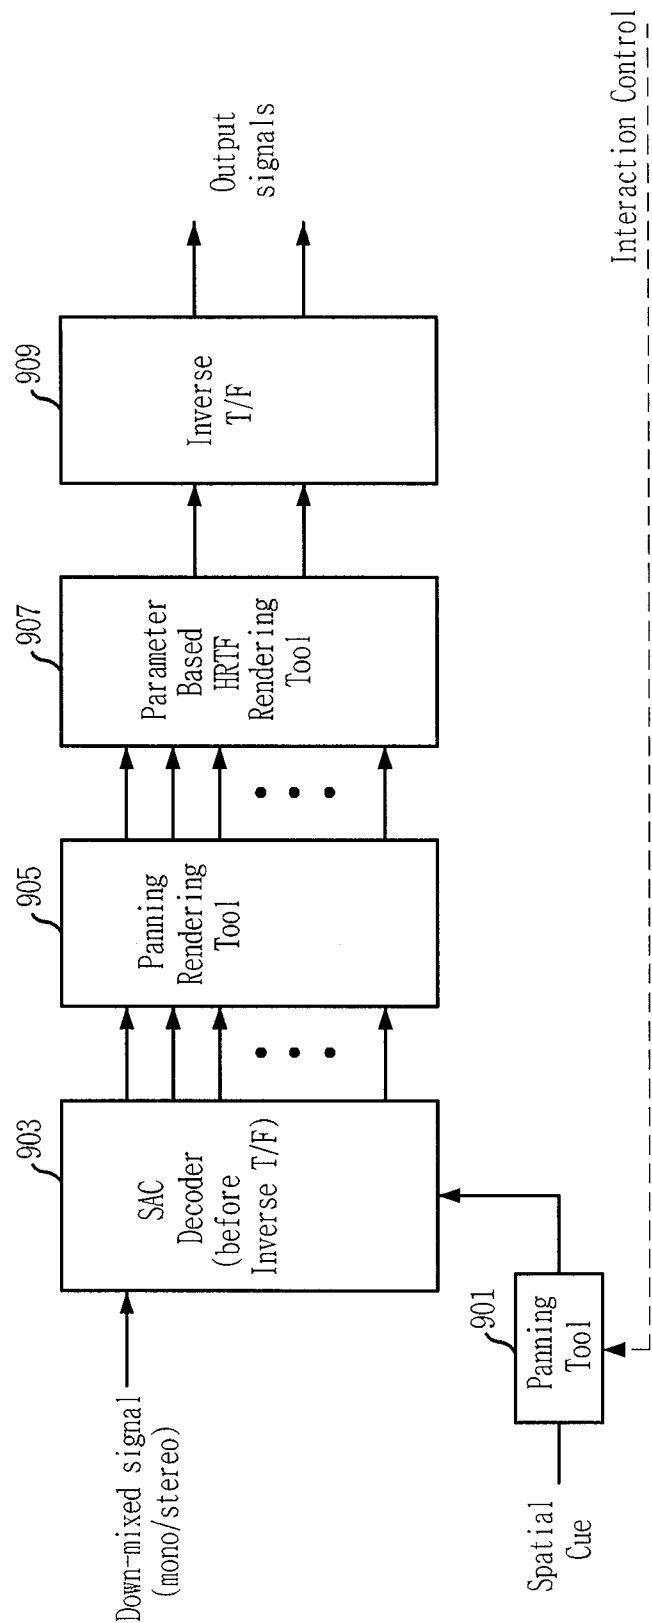 Down-mixed signal
(mono/stereo)
903
SAC
Decoder
(before
Inverse T/F)
905
Panning
Rendering
Tool
907
Parameter
Based
HRTF
Rendering
Tool
909
Inverse
T/F
Output
signals
Spatial
Cue
901
Panning
Tool
Interaction Control